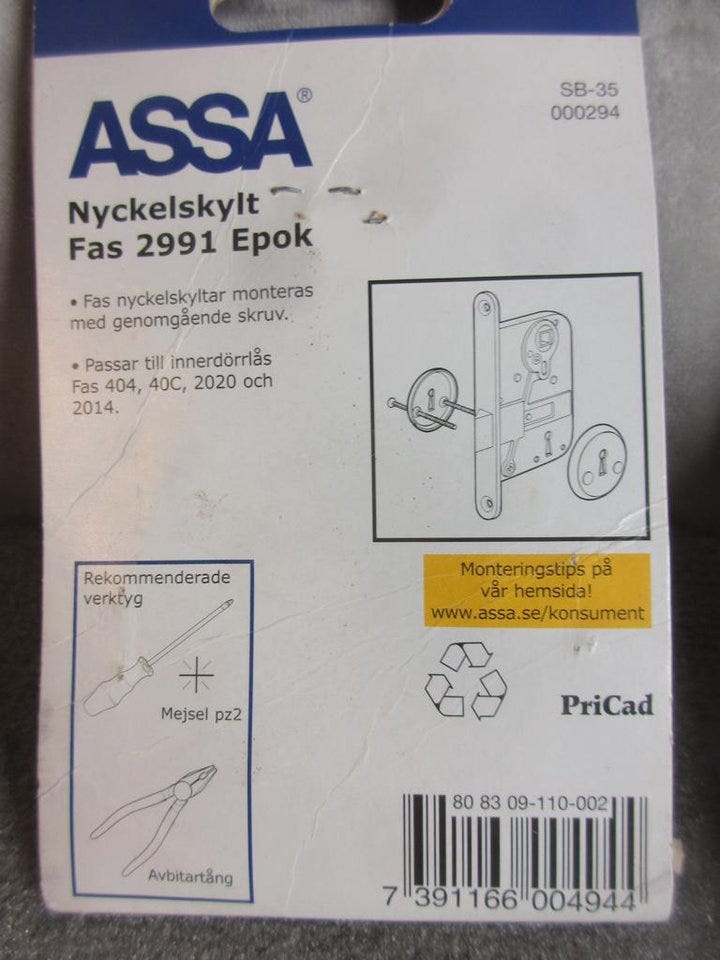 ASSA®
SB-35
000294
Nyckelskylt
Fas 2991 Epok
• Fas nyckelskyltar monteras
med genomgående skruv.
• Passar till innerdörrlås
Fas 404, 40C, 2020 och
2014.
Rekommenderade
verktyg
Mejsel pz2
Avbitartång
Monteringstips på
vår hemsida!
www.assa.se/konsument
PriCad
80 83 09-110-002
7 391166 004944